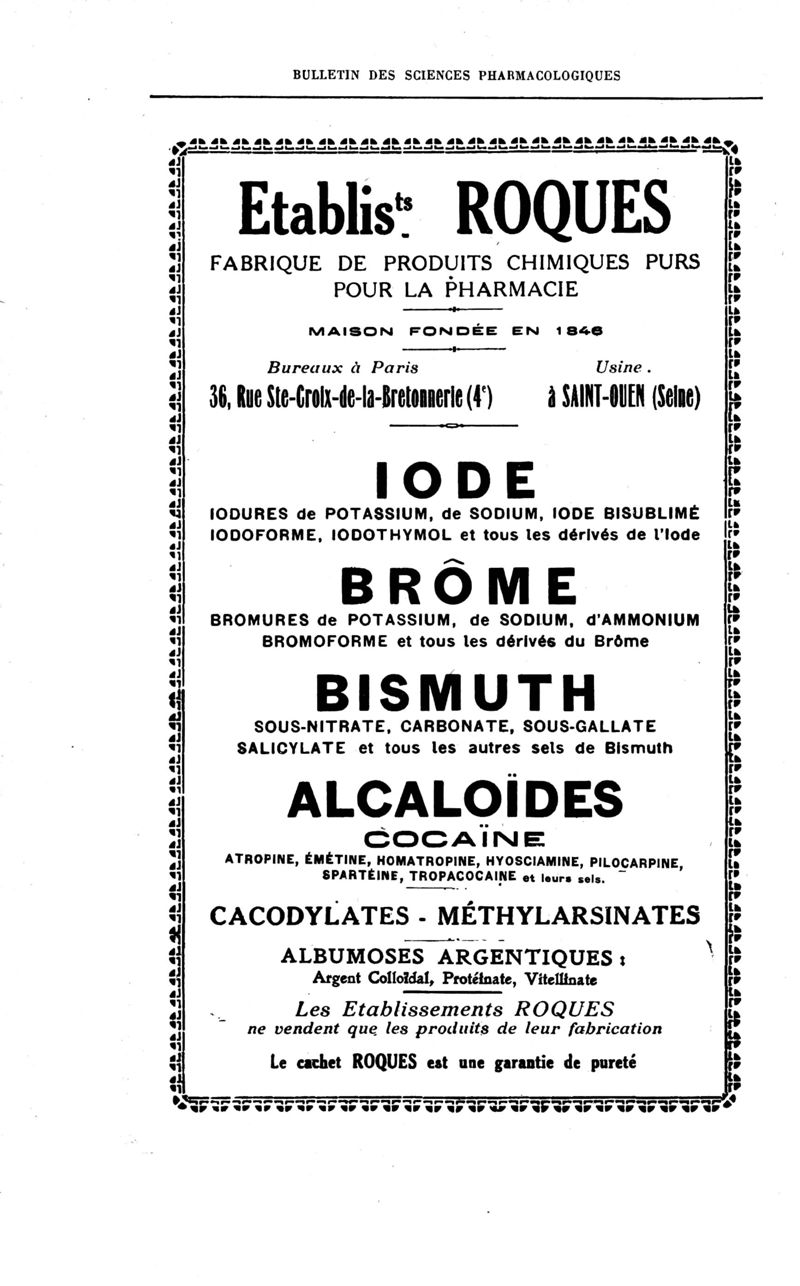 BULLETIN DES SCIENCES PHARMACOLOGIQUES
Etablis.ts ROQUES
FABRIQUE DE PRODUITS CHIMIQUES PURS
POUR LA PHARMACIE
MAISON FONDÉE EN 1846
Bureaux à Paris Usine.
36, Rue Ste-Croix-de-la-Bretonnerie (4e) à SAINT-OUEN (Seine)
IODE
IODURES de POTASSIUM, de SODIUM, IODE BISUBLIMÉ
IODOFORME, IODOTHYMOL et tous les dérivés de l'Iode
BRÔME
BROMURES de POTASSIUM, de SODIUM, d'AMMONIUM
BROMOFORME et tous les dérivés du Brôme
BISMUTH
SOUS-NITRATE, CARBONATE, SOUS-GALLATE
SALICYLATE et tous les autres sels de Bismuth
ALCALOÏDES
COCAÏNE
ATROPINE, ÉMÉTINE, HOMATROPINE, HYOSCIAMINE, PILOCARPINE,
SPARTÉINE, TROPACOCAINE et leurs sels.
CACODYLATES - MÉTHYLARSINATES
ALBUMOSES ARGENTIQUES :
Argent Colloïdal, Protéinate, Vitellinate
Les Etablissements ROQUES
ne vendent que les produits de leur fabrication
Le cachet ROQUES est une garantie de pureté